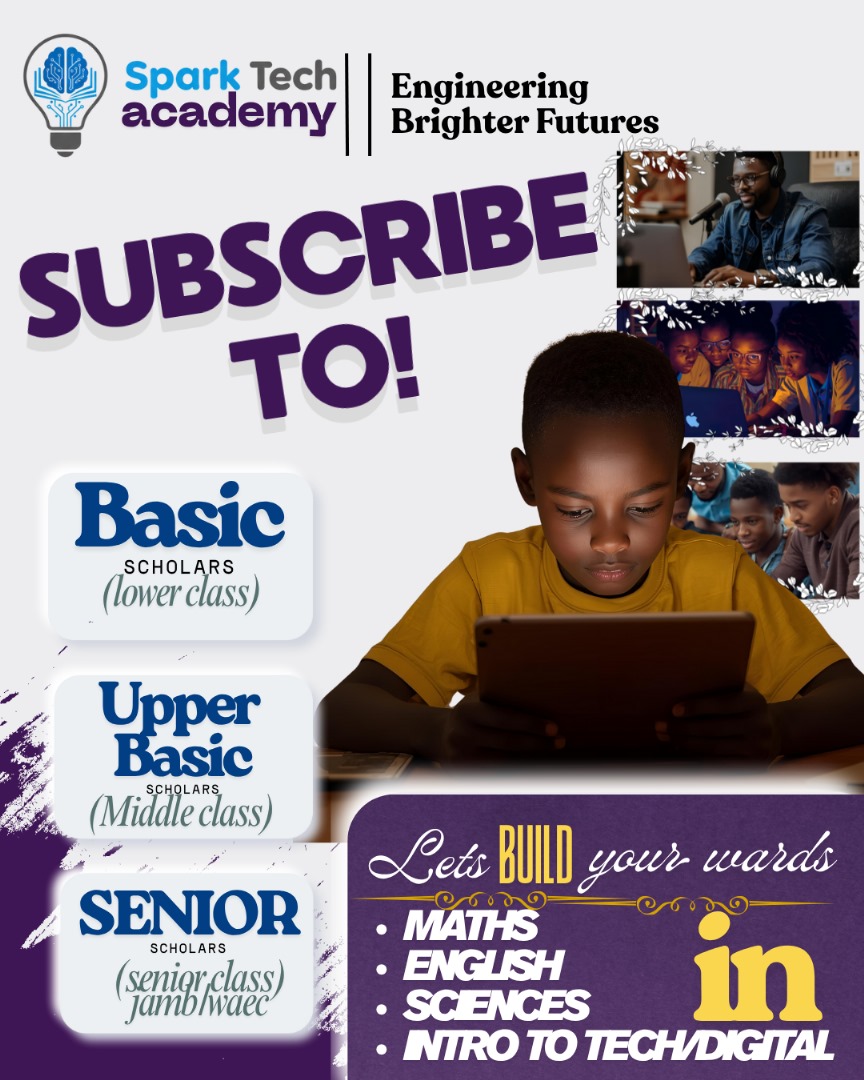 Spark Tech
academy
Engineering
Brighter Futures
SUBSCRIBE
TO!
Basic
SCHOLARS
(lower class)
Upper
Basic
SCHOLARS
(Middle class)
SENIOR
SCHOLARS
(senior class)
jamb/waec
Lets BUILD your wards
in
• MATHS
• ENGLISH
• SCIENCES
• INTRO TO TECH/DIGITAL